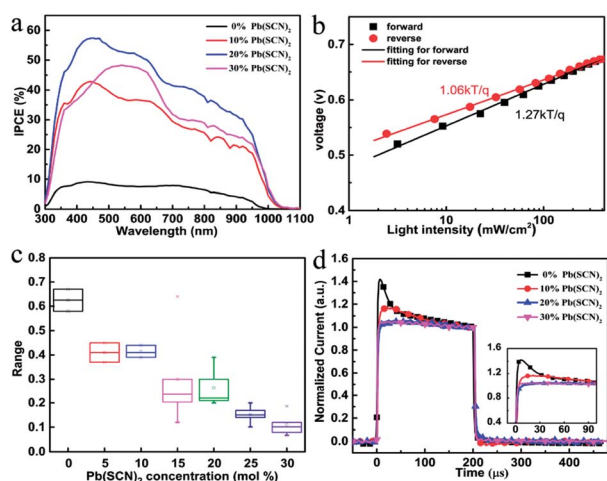 a
IPCE (%)
60
50
40
30
20
10
0
300 400 500 600 700 800 900 1000 1100
Wavelength (nm)
0% Pb(SCN)₂
10% Pb(SCN)₂
20% Pb(SCN)₂
30% Pb(SCN)₂
b
voltage (v)
0.7
0.6
0.5
0.4
1 10 100
Light intensity (mW/cm²)
forward
reverse
fitting for forward
fitting for reverse
1.06kT/q
1.27kT/q
c
Range
0.8
0.7
0.6
0.5
0.4
0.3
0.2
0.1
0.0
0 5 10 15 20 25 30
Pb(SCN)₂ concentration (mol %)
d
Normalized Current (a.u.)
1.6
1.4
1.2
1.0
0.8
0.6
0.4
0.2
0.0
0 100 200 300 400
Time (μs)
0% Pb(SCN)₂
10% Pb(SCN)₂
20% Pb(SCN)₂
30% Pb(SCN)₂
1.4
1.2
1.0
0.8
0.6
0 30 60 90